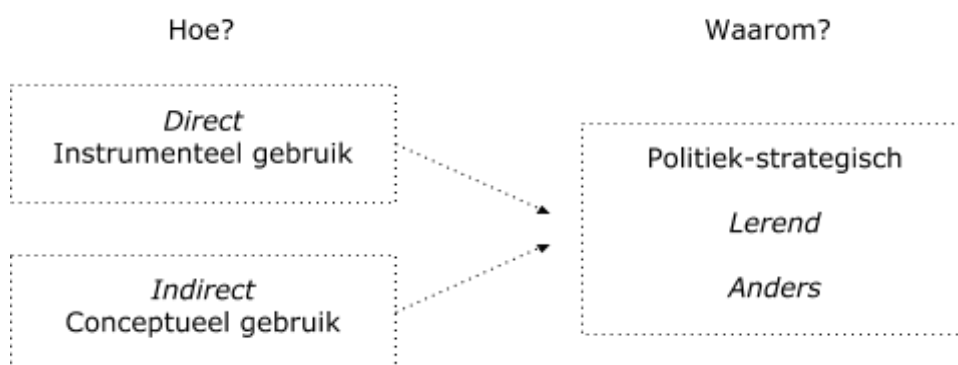 Hoe?
Waarom?
Direct
Instrumenteel gebruik
Indirect
Conceptueel gebruik
Politiek-strategisch
Lerend
Anders